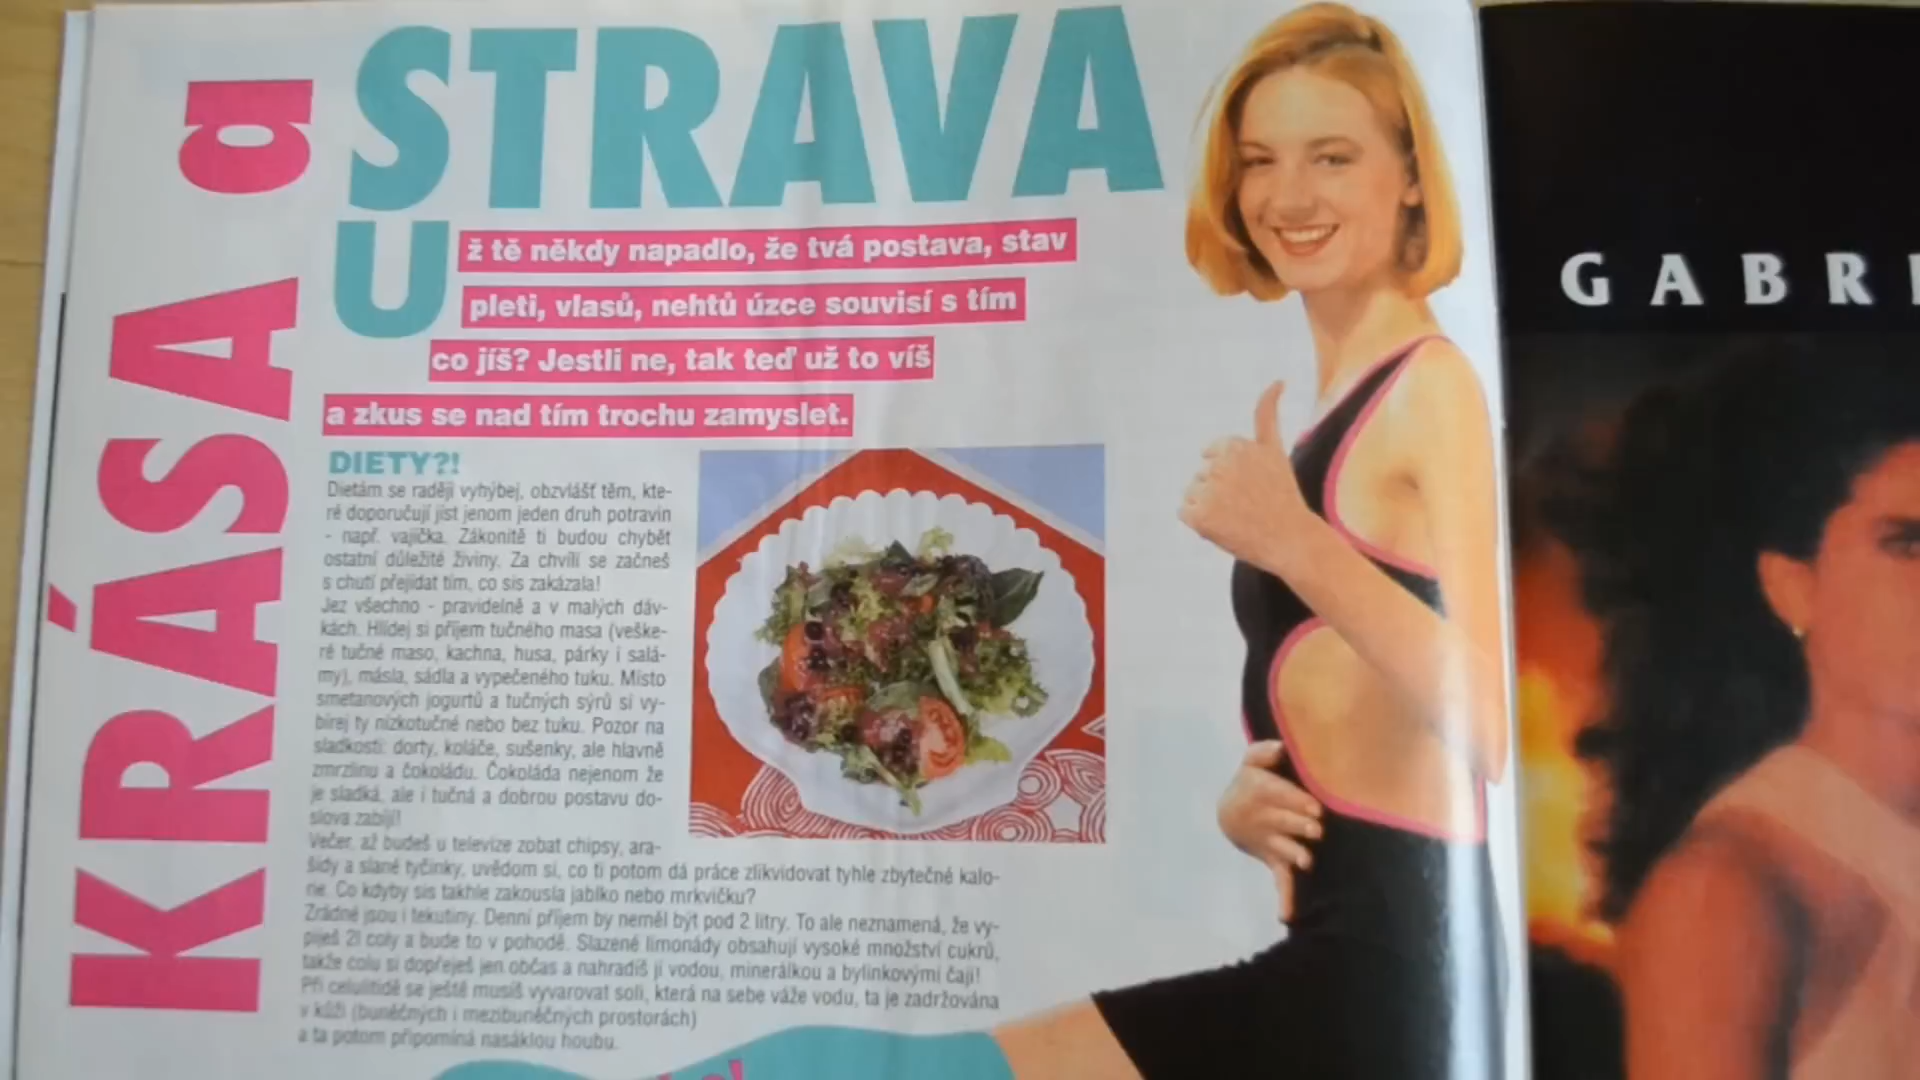 KRÁSA a
STRAVA
Už tě někdy napadlo, že tvá postava, stav
pleti, vlasů, nehtů úzce souvisí s tím
co jíš? Jestli ne, tak teď už to víš
a zkus se nad tím trochu zamyslet.
DIETY?!
Dietám se raději vyhýbej, obzvlášť těm, kte-
ré doporučují jíst jenom jeden druh potravin
- např. vajíčka. Zákonitě ti budou chybět
ostatní důležité živiny. Za chvíli se začneš
s chutí přejídat tím, co sis zakázala!
Jez všechno - pravidelně a v malých dáv-
kách. Hlídej si příjem tučného masa (veške-
ré tučné maso, kachna, husa, párky i salá-
my), másla, sádla a vypečeného tuku. Místo
smetanových jogurtů a tučných sýrů si vy-
bírej ty nízkotučné nebo bez tuku. Pozor na
sladkosti: dorty, koláče, sušenky, ale hlavně
zmrzlinu a čokoládu. Čokoláda nejenom že
je sladká, ale i tučná a dobrou postavu do-
slova zabíjí!
Večer, až budeš u televize zobat chipsy, ara-
šídy a slané tyčinky, uvědom si, co ti potom dá práce zlikvidovat tyhle zbytečné kalo-
rie. Co kdyby sis takhle zakousla jablko nebo mrkvičku?
Zrádné jsou i tekutiny. Denní příjem by neměl být pod 2 litry. To ale neznamená, že vy-
piješ 2l coly a bude to v pohodě. Slazené limonády obsahují vysoké množství cukrů,
takže colu si dopřeješ jen občas a nahradíš jí vodou, minerálkou a bylinkovými čaji!
Při celulitidě se ještě musíš vyvarovat soli, která na sebe váže vodu, ta je zadržována
v kůži (buněčných i mezibuněčných prostorách)
a ta potom připomíná nasáklou houbu.
GABRI